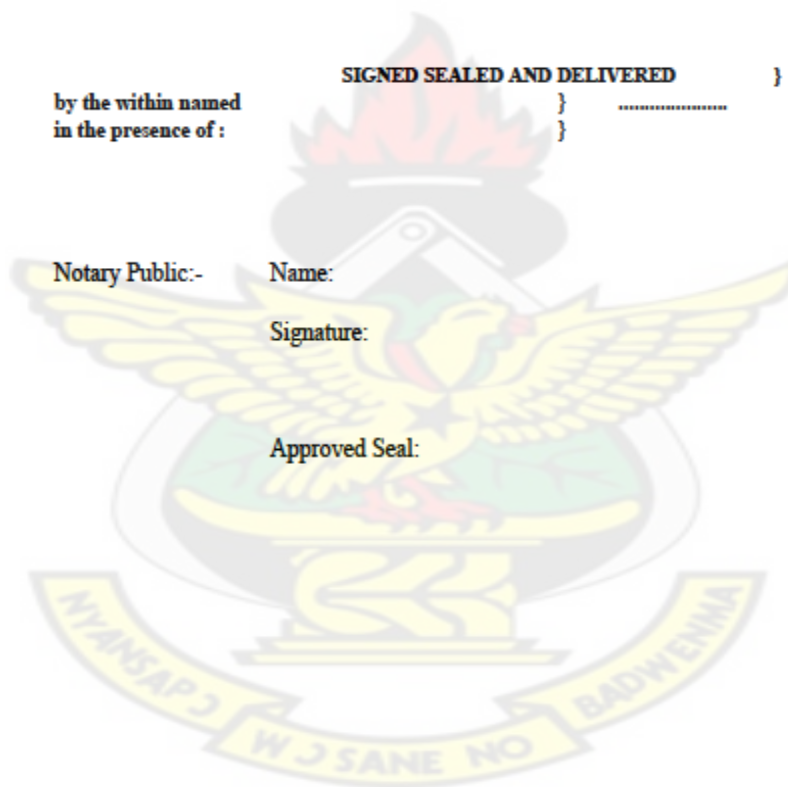 SIGNED SEALED AND DELIVERED }
by the within named } ......................
in the presence of : }
Notary Public:- Name:
Signature:
Approved Seal:
NYANSAPƆ WƆSANE NO BADWENMA